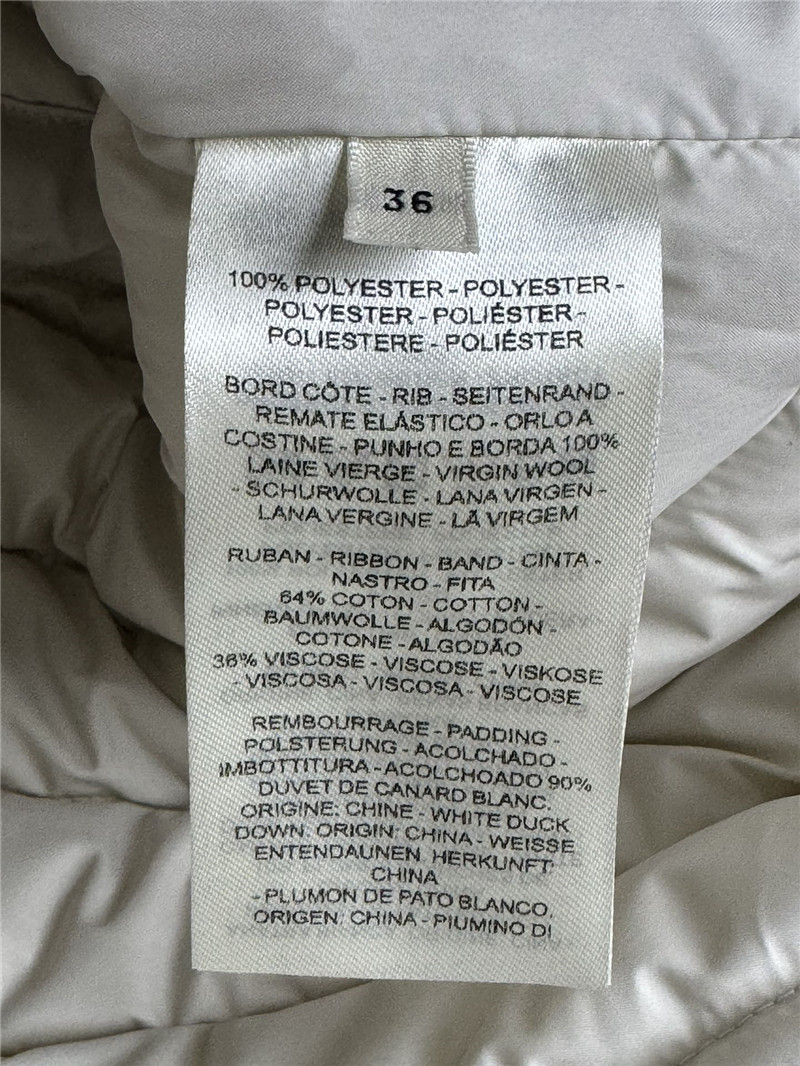 36
100% POLYESTER - POLYESTER -
POLYESTER - POLIÉSTER -
POLIESTERE - POLIÉSTER
BORD CÔTE - RIB - SEITENRAND -
REMATE ELÁSTICO - ORLO A
COSTINE - PUNHO E BORDA 100%
LAINE VIERGE - VIRGIN WOOL
- SCHURWOLLE - LANA VIRGEN -
LANA VERGINE - LÃ VIRGEM
RUBAN - RIBBON - BAND - CINTA -
NASTRO - FITA
64% COTON - COTTON -
BAUMWOLLE - ALGODÓN -
COTONE - ALGODÃO
36% VISCOSE - VISCOSE - VISKOSE
- VISCOSA - VISCOSA - VISCOSE
REMBOURRAGE - PADDING -
POLSTERUNG - ACOLCHADO -
IMBOTTITURA - ACOLCHOADO 90%
DUVET DE CANARD BLANC.
ORIGINE: CHINE - WHITE DUCK
DOWN. ORIGIN: CHINA - WEISSE
ENTENDAUNEN. HERKUNFT:
CHINA
- PLUMON DE PATO BLANCO.
ORIGEN: CHINA - PIUMINO DI